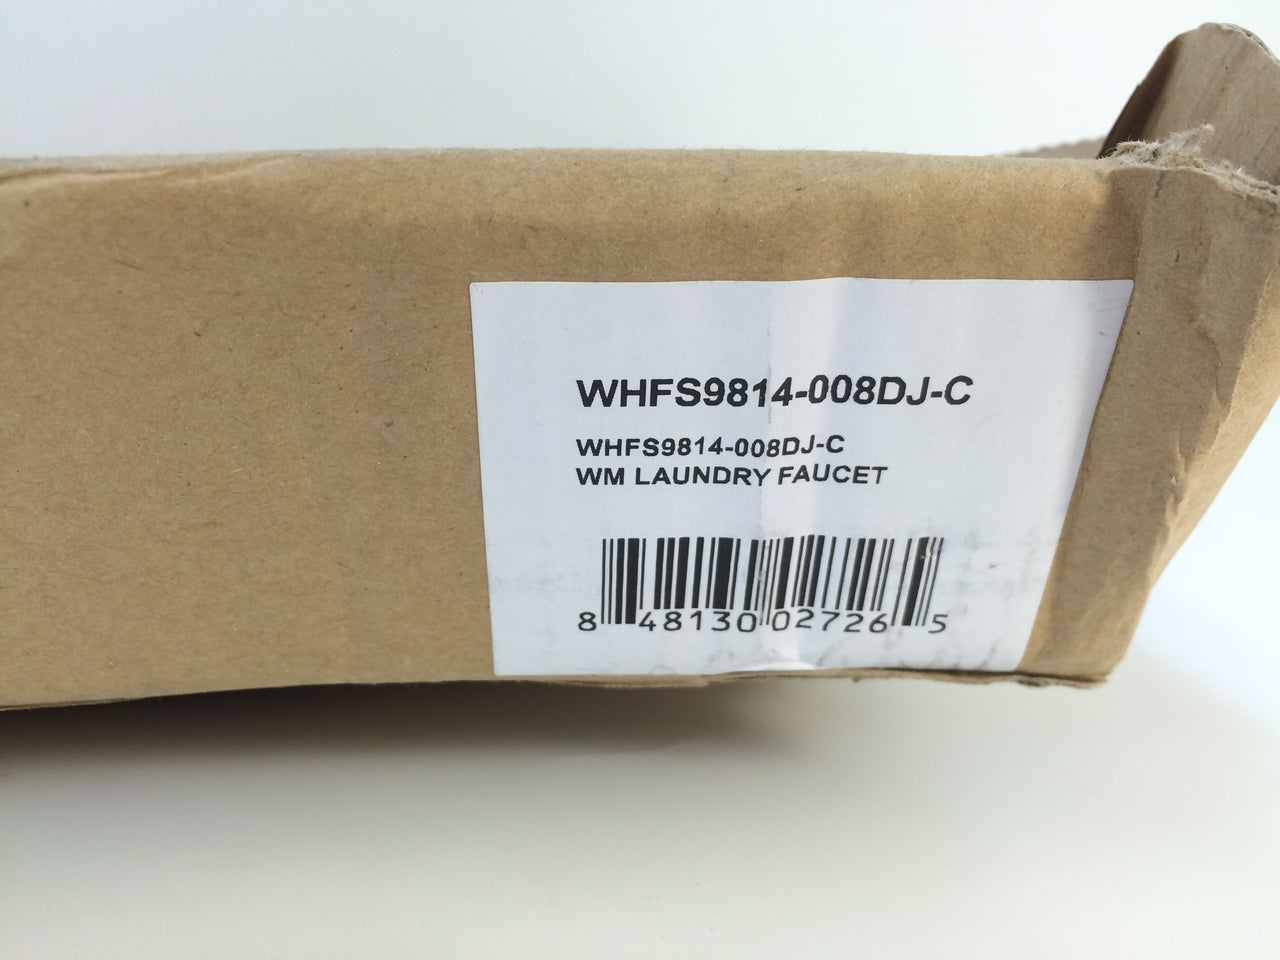 WHFS9814-008DJ-C
WHFS9814-008DJ-C
WM LAUNDRY FAUCET
8 48130 02726 5